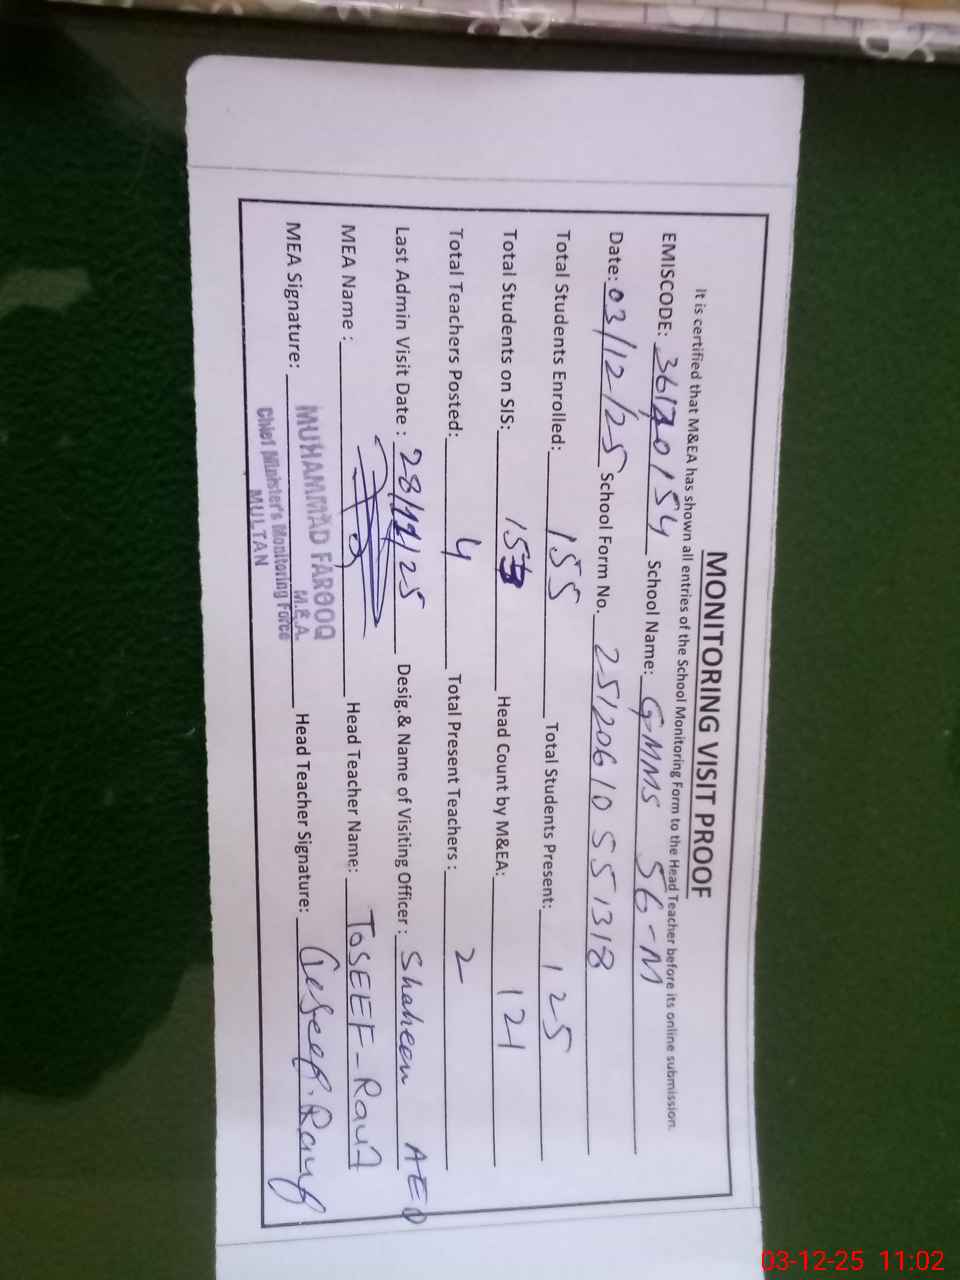 MONITORING VISIT PROOF
It is certified that M&EA has shown all entries of the School Monitoring Form to the Head Teacher before its online submission.
EMISCODE: School Name: GMMS 56-M
Date: 03/12/25 School Form No. 25120610551318
Total Students Enrolled: 155 Total Students Present: 125
Total Students on SIS: Head Count by M&EA: 121
Total Teachers Posted: 4 Total Present Teachers: 2
Last Admin Visit Date: 28/11/25 Desig.& Name of Visiting Officer: Shaheen AEO
MEA Name: Head Teacher Name: ToSEEF-Rauf
MEA Signature: MUHAMMAD FAROOQ Head Teacher Signature: Toseef.Rauf
M.E.A.
Chief Minister's Monitoring Force
MULTAN
03-12-25 11:02